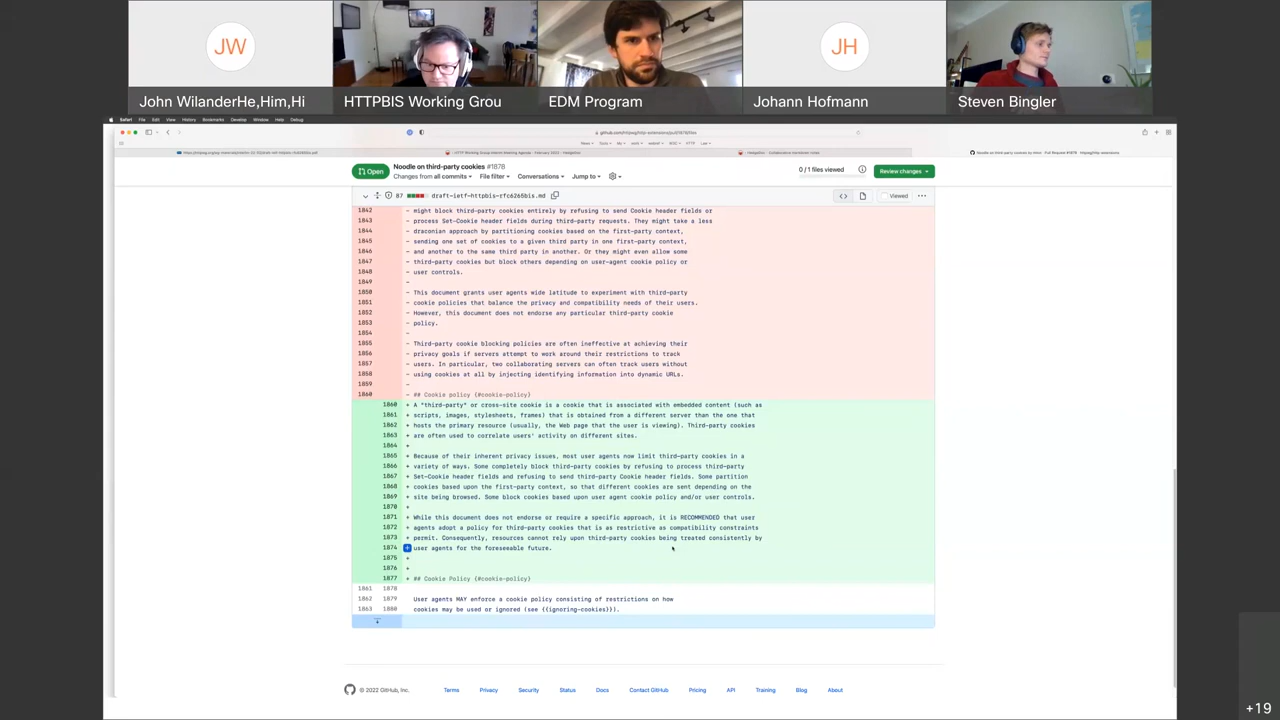 JW
JH
John WilanderHe,Him,Hi
HTTPBIS Working Grou
EDM Program
Johann Hofmann
Steven Bingler
Safari File Edit View History Bookmarks Develop Window Help
Open
Noodle on third-party cookies #1878
Changes from all commits
File filter
Conversations
Jump to
0 / 1 files viewed
Review changes
87 draft-ietf-httpbis-rfc6265bis.md
Viewed
1842 - might block third-party cookies entirely by refusing to send Cookie header fields or
1843 - process Set-Cookie header fields during third-party requests. They might take a less
1844 - draconian approach by partitioning cookies based on the first-party context,
1845 - sending one set of cookies to a given third party in one first-party context,
1846 - and another to the same third party in another. Or they might even allow some
1847 - third-party cookies but block others depending on user-agent cookie policy or
1848 - user controls.
1849 -
1850 - This document grants user agents wide latitude to experiment with third-party
1851 - cookie policies that balance the privacy and compatibility needs of their users.
1852 - However, this document does not endorse any particular third-party cookie
1853 - policy.
1854 -
1855 - Third-party cookie blocking policies are often ineffective at achieving their
1856 - privacy goals if servers attempt to work around their restrictions to track
1857 - users. In particular, two collaborating servers can often track users without
1858 - using cookies at all by injecting identifying information into dynamic URLs.
1859 -
1860 - ## Cookie policy {#cookie-policy}
1860 + A "third-party" or cross-site cookie is a cookie that is associated with embedded content (such as
1861 + scripts, images, stylesheets, frames) that is obtained from a different server than the one that
1862 + hosts the primary resource (usually, the Web page that the user is viewing). Third-party cookies
1863 + are often used to correlate users' activity on different sites.
1864 +
1865 + Because of their inherent privacy issues, most user agents now limit third-party cookies in a
1866 + variety of ways. Some completely block third-party cookies by refusing to process third-party
1867 + Set-Cookie header fields and refusing to send third-party Cookie header fields. Some partition
1868 + cookies based upon the first-party context, so that different cookies are sent depending on the
1869 + site being browsed. Some block cookies based upon user agent cookie policy and/or user controls.
1870 +
1871 + While this document does not endorse or require a specific approach, it is RECOMMENDED that user
1872 + agents adopt a policy for third-party cookies that is as restrictive as compatibility constraints
1873 + permit. Consequently, resources cannot rely upon third-party cookies being treated consistently by
1874 + user agents for the foreseeable future.
1875 +
1876 +
1877 + ## Cookie Policy {#cookie-policy}
1861 1878
1862 1879 User agents MAY enforce a cookie policy consisting of restrictions on how
1863 1880 cookies may be used or ignored (see {{ignoring-cookies}}).
© 2022 GitHub, Inc.
Terms
Privacy
Security
Status
Docs
Contact GitHub
Pricing
API
Training
Blog
About
+19